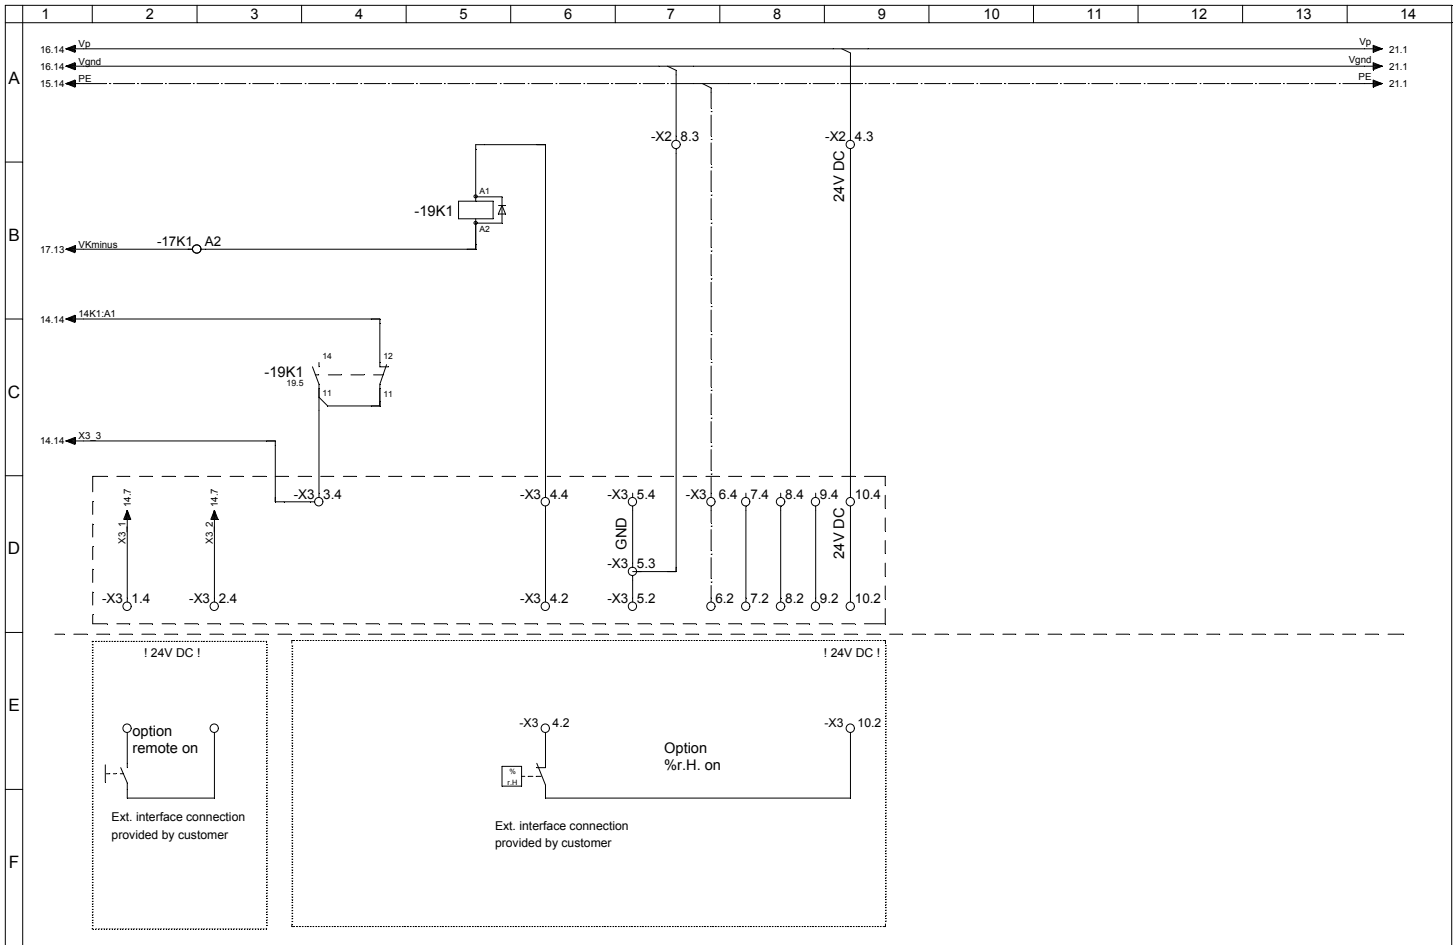 1 2 3 4 5 6 7 8 9 10 11 12 13 14
16.14 Vp Vp 21.1
16.14 Vgnd Vgnd 21.1
A
15.14 PE PE 21.1
-X2 8.3 -X2 4.3
24V DC
A1
-19K1
A2
B
17.13 VKminus -17K1 A2
14.14 14K1:A1
14 12
-19K1
19.5
11 11
C
14.14 X3_3
-X3 3.4 -X3 4.4 -X3 5.4 -X3 6.4 7.4 8.4 9.4 10.4
14.7 14.7
X3_1 X3_2 GND 24V DC
D
-X3 5.3
-X3 1.4 -X3 2.4 -X3 4.2 -X3 5.2 6.2 7.2 8.2 9.2 10.2
! 24V DC ! ! 24V DC !
E
-X3 4.2 -X3 10.2
option
remote on
Option
%r.H. on
%
r.H
Ext. interface connection
provided by customer
Ext. interface connection
provided by customer
F